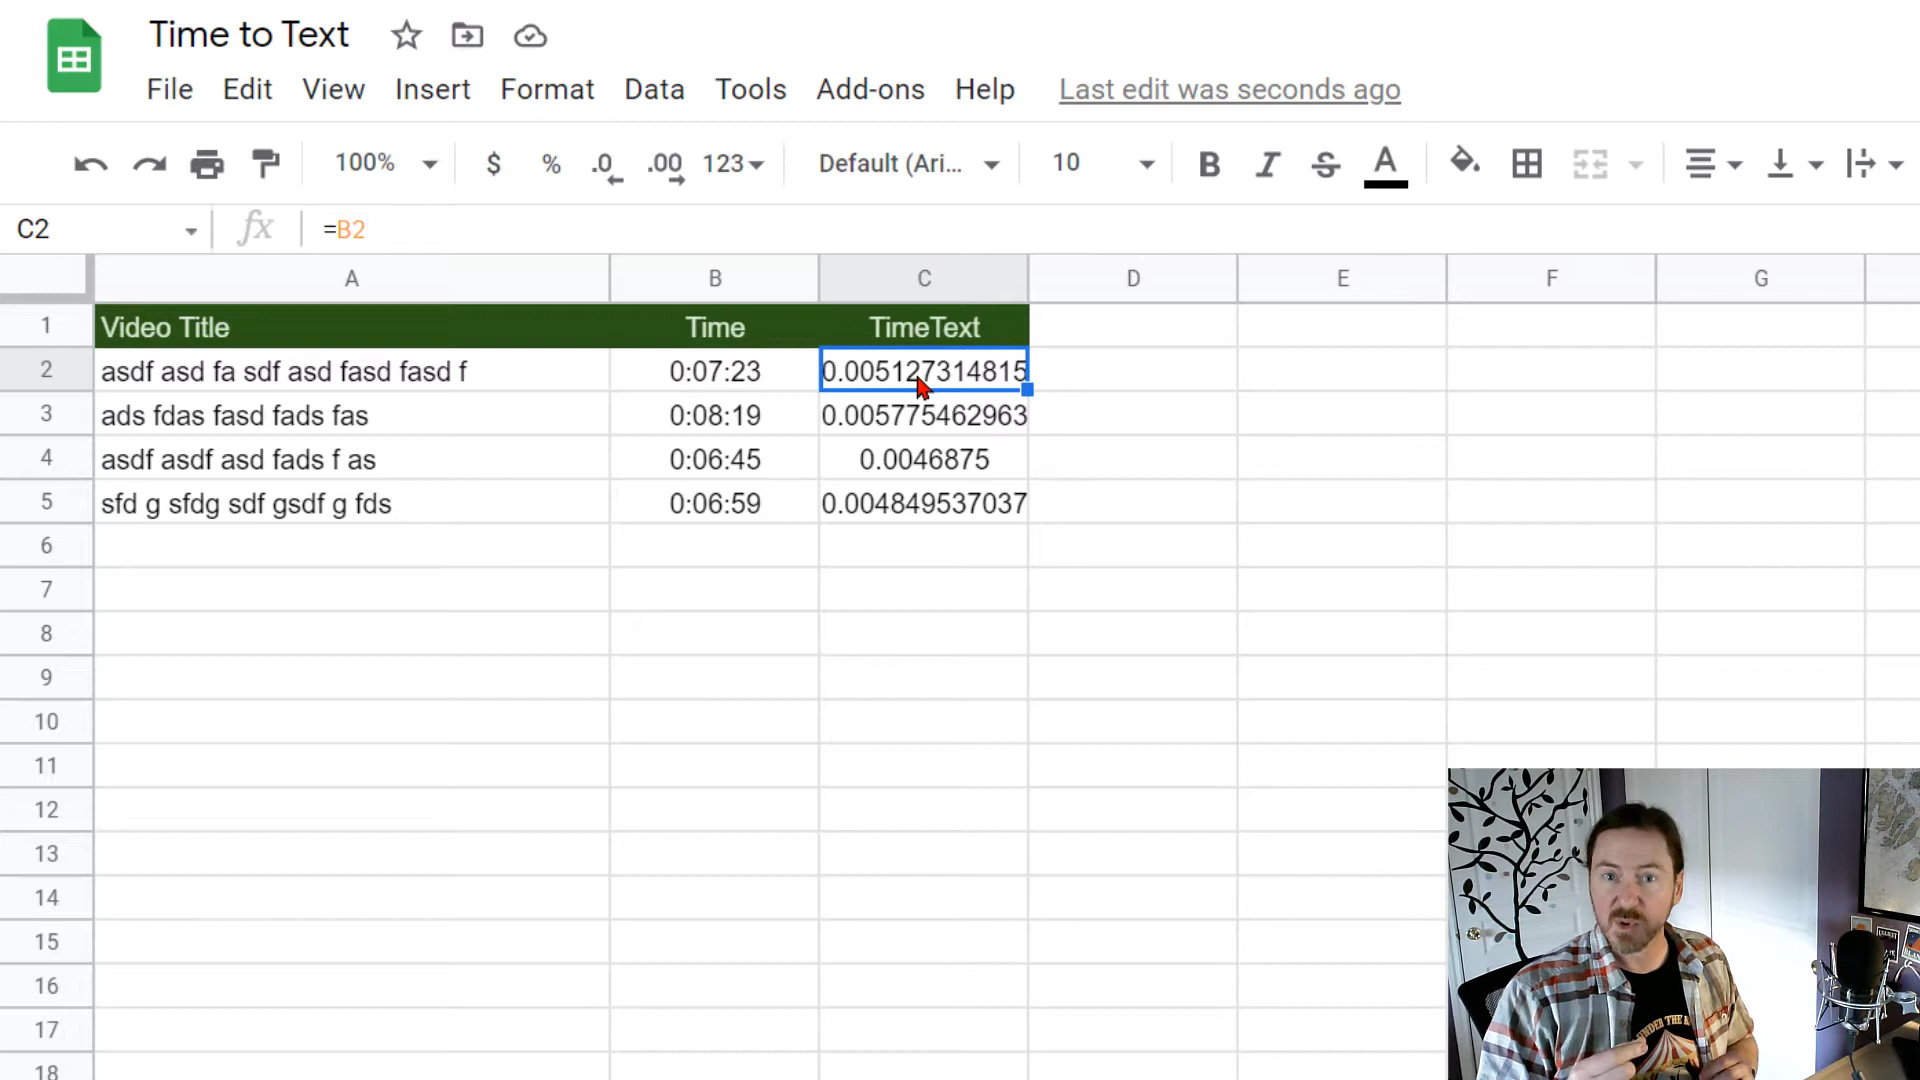 Time to Text
File Edit View Insert Format Data Tools Add-ons Help Last edit was seconds ago
100% $ % .0 .00 123 Default (Ari... 10 B I S A
C2 fx =B2
A B C D E F G
1 Video Title Time TimeText
2 asdf asd fa sdf asd fasd fasd f 0:07:23 0.005127314815
3 ads fdas fasd fads fas 0:08:19 0.005775462963
4 asdf asdf asd fads f as 0:06:45 0.0046875
5 sfd g sfdg sdf gsdf g fds 0:06:59 0.004849537037
6
7
8
9
10
11
12
13
14
15
16
17
18
UNDER THE